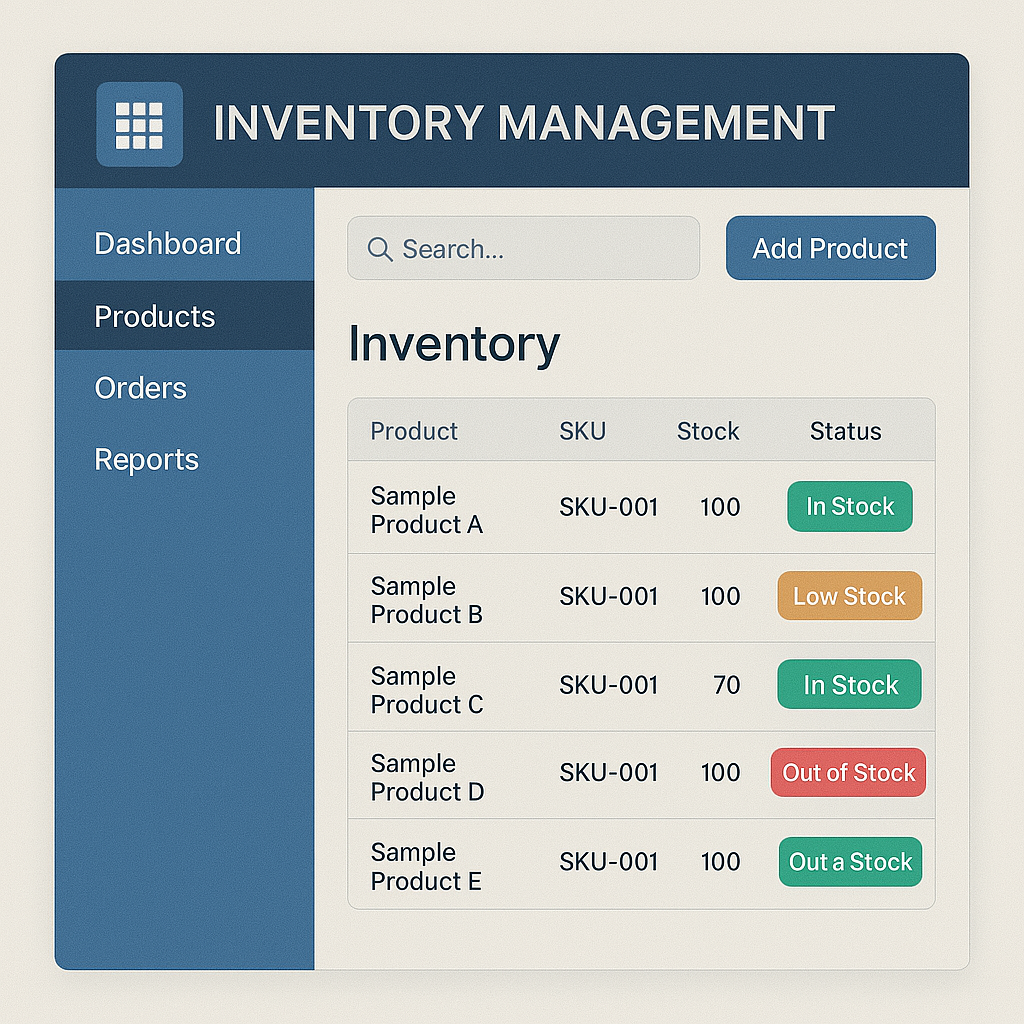 INVENTORY MANAGEMENT
Dashboard
Products
Orders
Reports
Search...
Add Product
Inventory
Product SKU Stock Status
Sample
Product A
SKU-001 100 In Stock
Sample
Product B
SKU-001 100 Low Stock
Sample
Product C
SKU-001 70 In Stock
Sample
Product D
SKU-001 100 Out of Stock
Sample
Product E
SKU-001 100 Out a Stock